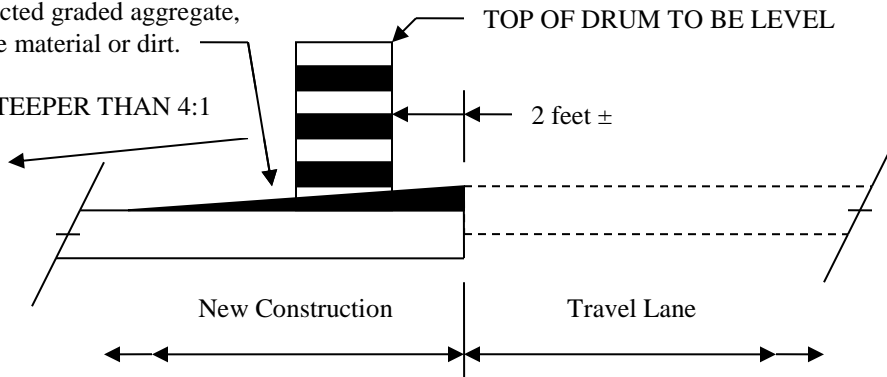 cted graded aggregate,
TOP OF DRUM TO BE LEVEL
e material or dirt.
TEEPER THAN 4:1
2 feet ±
New Construction
Travel Lane